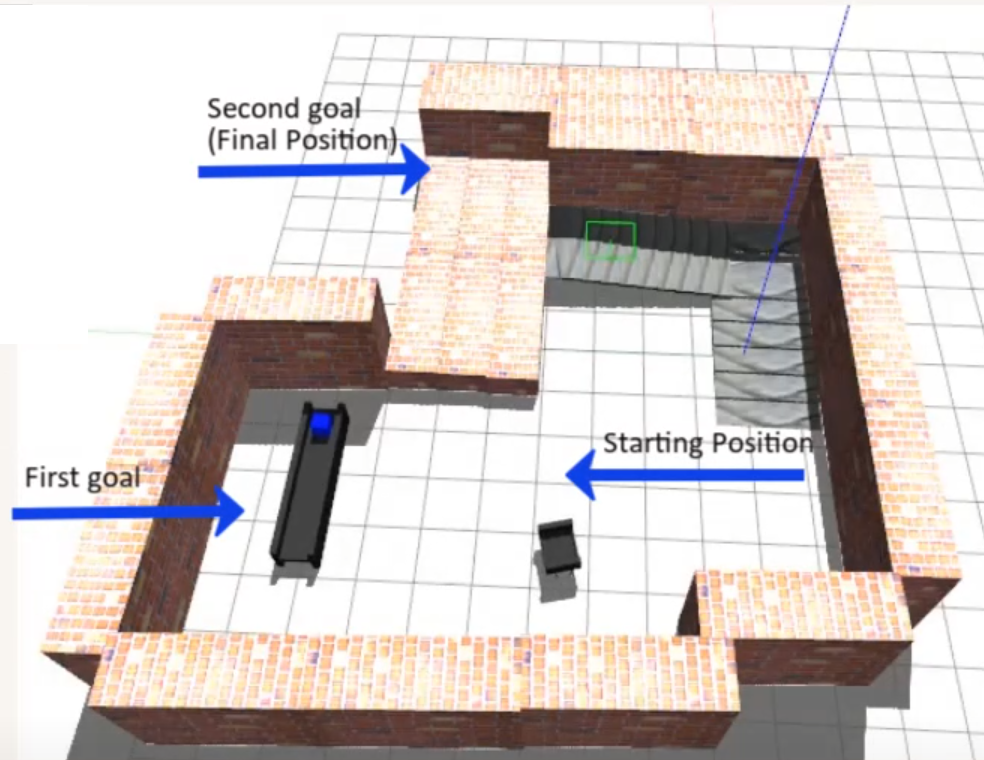 Second goal
(Final Position)
First goal
Starting Position